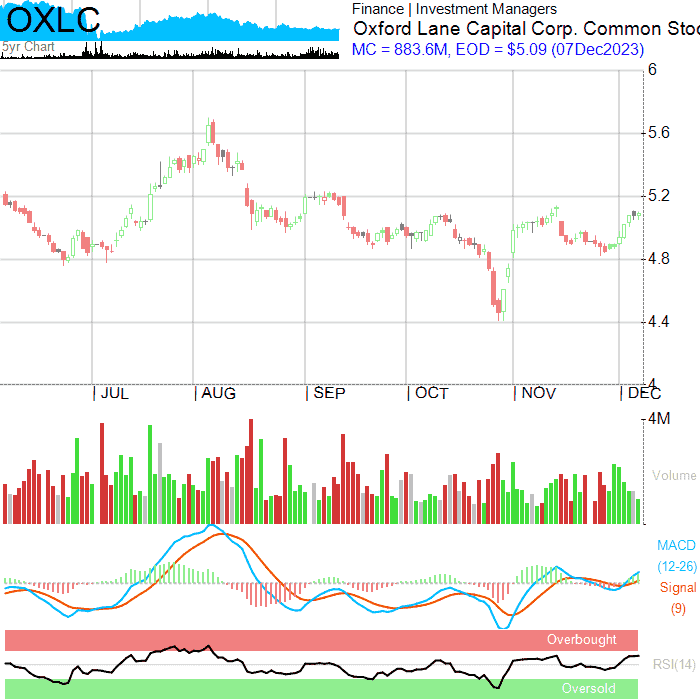 OXLC
5yr Chart
Finance | Investment Managers
Oxford Lane Capital Corp. Common Stoc
MC = 883.6M, EOD = $5.09 (07Dec2023)
6
5.6
5.2
4.8
4.4
4
JUL AUG SEP OCT NOV DEC
4M
Volume
MACD
(12-26)
Signal
(9)
Overbought
RSI(14)
Oversold